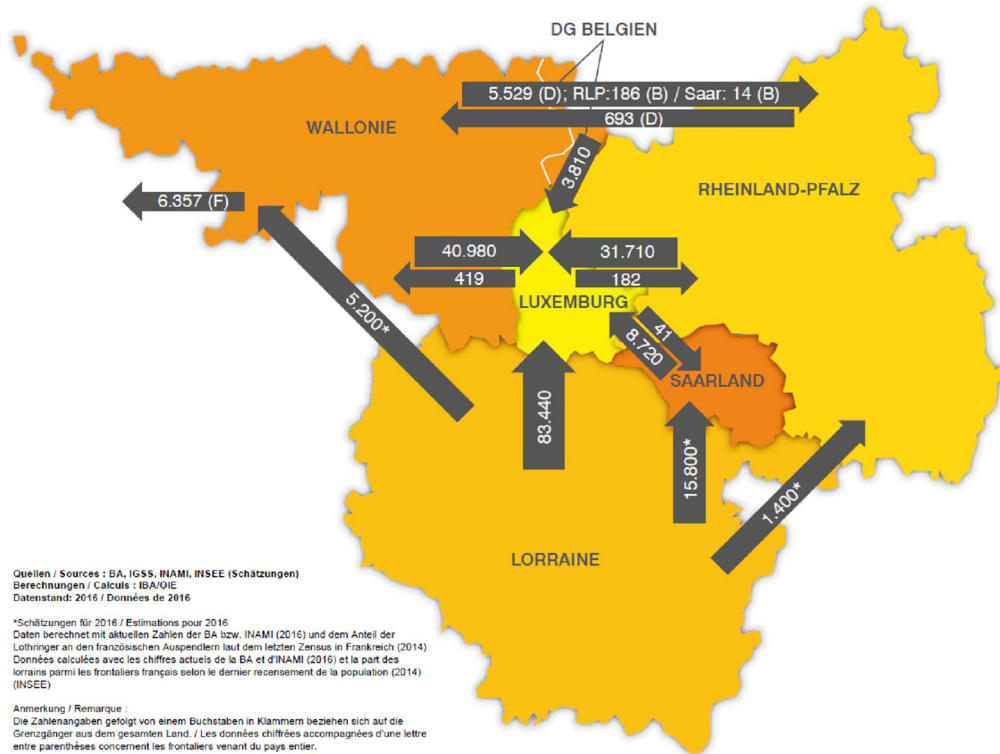 DG BELGIEN
5.529 (D); RLP:186 (B) / Saar: 14 (B)
693 (D)
WALLONIE
3.810
RHEINLAND-PFALZ
6.357 (F)
40.980
31.710
419
182
LUXEMBURG
5.200*
41
8.720
SAARLAND
83.440
15.800*
1.400*
LORRAINE
Quellen / Sources : BA, IGSS, INAMI, INSEE (Schätzungen)
Berechnungen / Calculs : IBA/OIE
Datenstand: 2016 / Données de 2016
*Schätzungen für 2016 / Estimations pour 2016
Daten berechnet mit aktuellen Zahlen der BA bzw. INAMI (2016) und dem Anteil der
Lothringer an den französischen Auspendlern laut dem letzten Zensus in Frankreich (2014)
Données calculées avec les chiffres actuels de la BA et d'INAMI (2016) et la part des
lorrains parmi les frontaliers français selon le dernier recensement de la population (2014)
(INSEE)
Anmerkung / Remarque :
Die Zahlenangaben gefolgt von einem Buchstaben in Klammern beziehen sich auf die
Grenzgänger aus dem gesamten Land. / Les données chiffrées accompagnées d'une lettre
entre parenthèses concernent les frontaliers venant du pays entier.